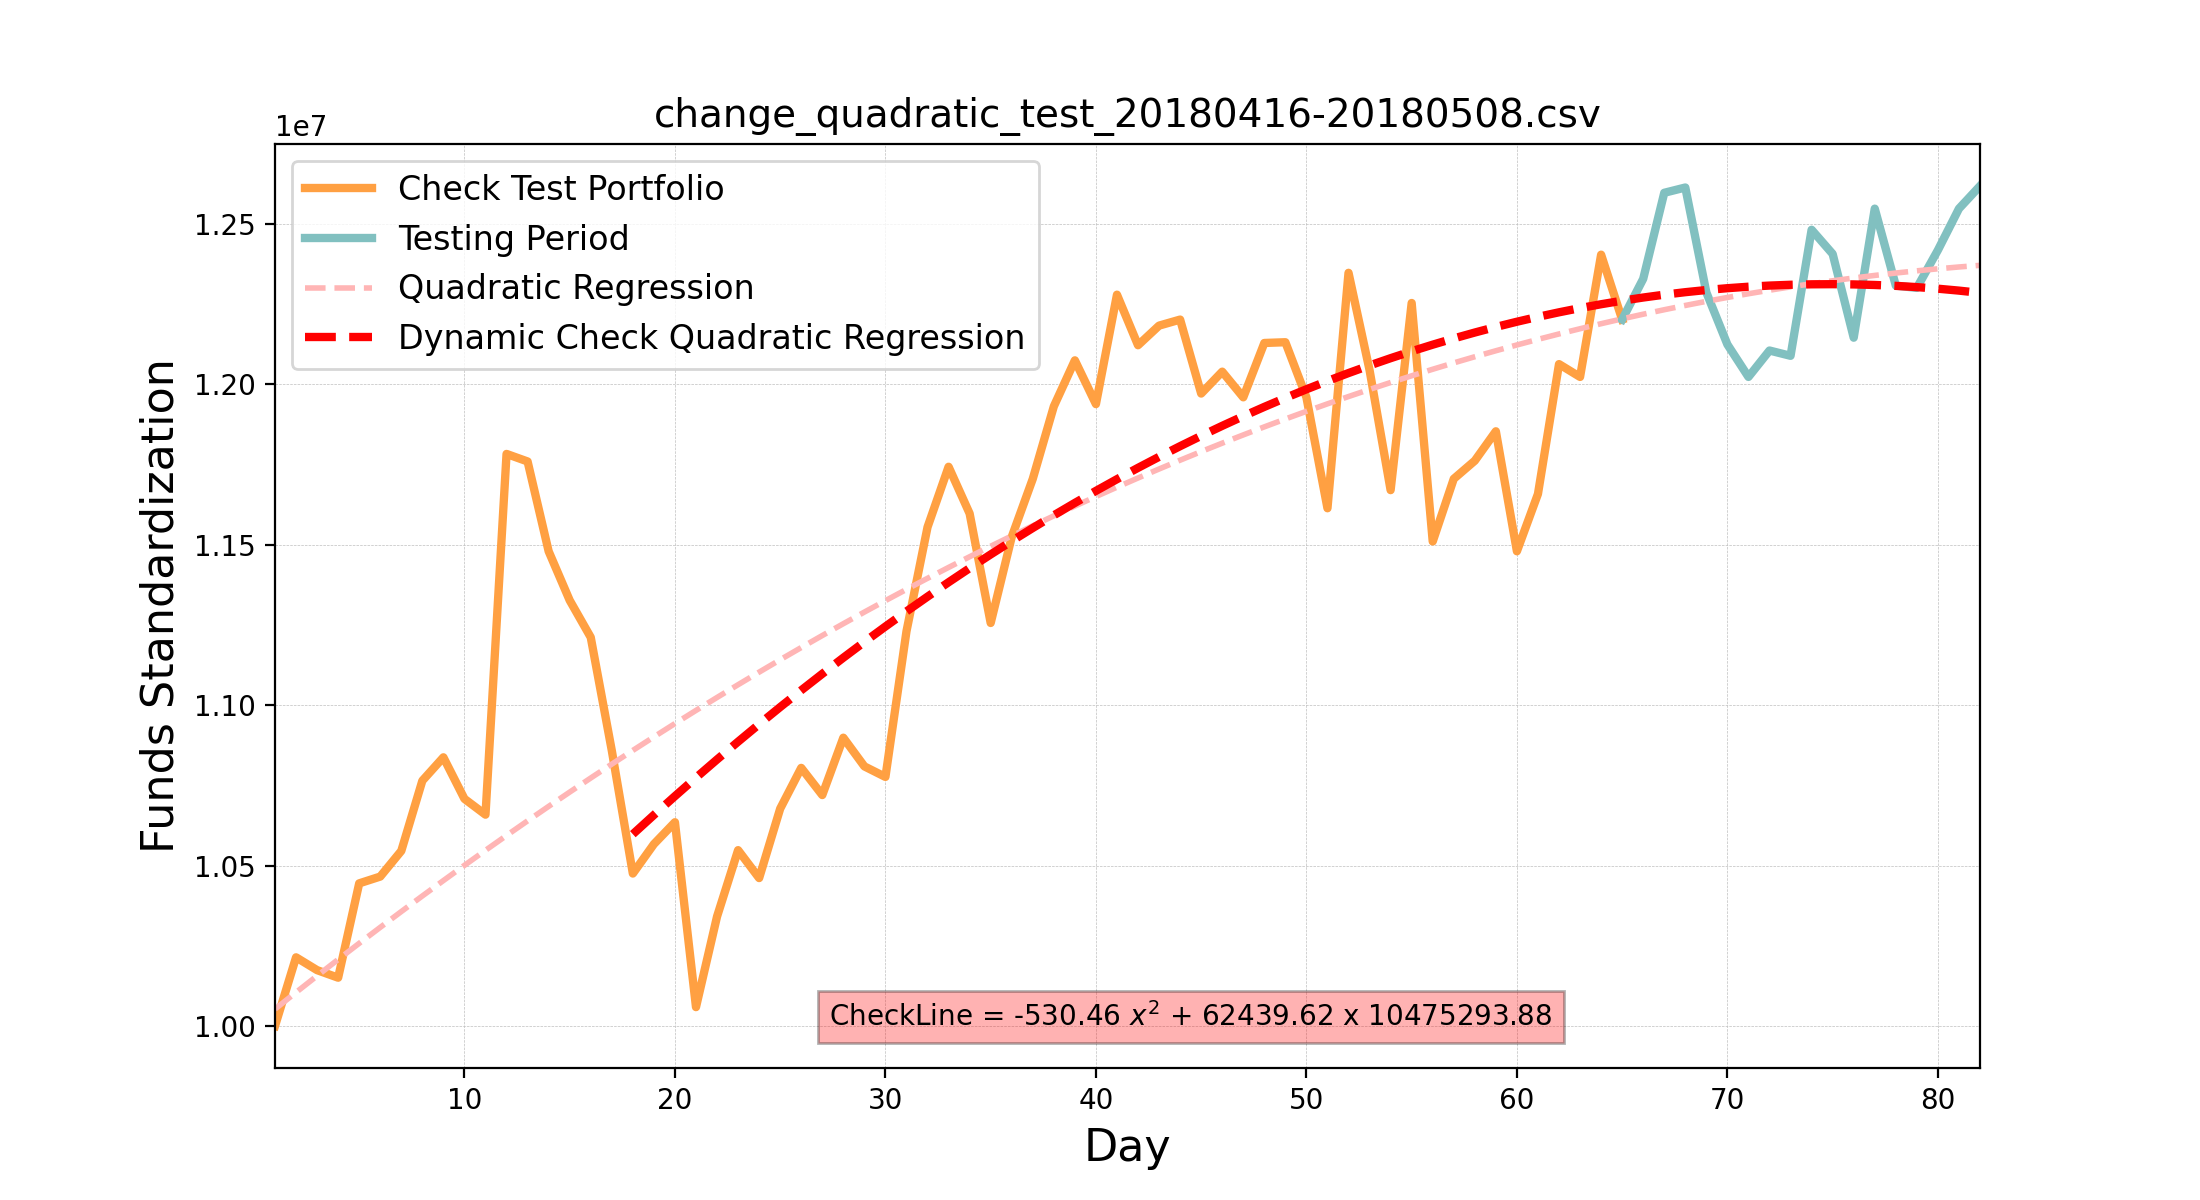 change_quadratic_test_20180416-20180508.csv
1e7
Check Test Portfolio
Testing Period
Quadratic Regression
Dynamic Check Quadratic Regression
Funds Standardization
1.25
1.20
1.15
1.10
1.05
1.00
CheckLine = -530.46 x² + 62439.62 x 10475293.88
10 20 30 40 50 60 70 80
Day